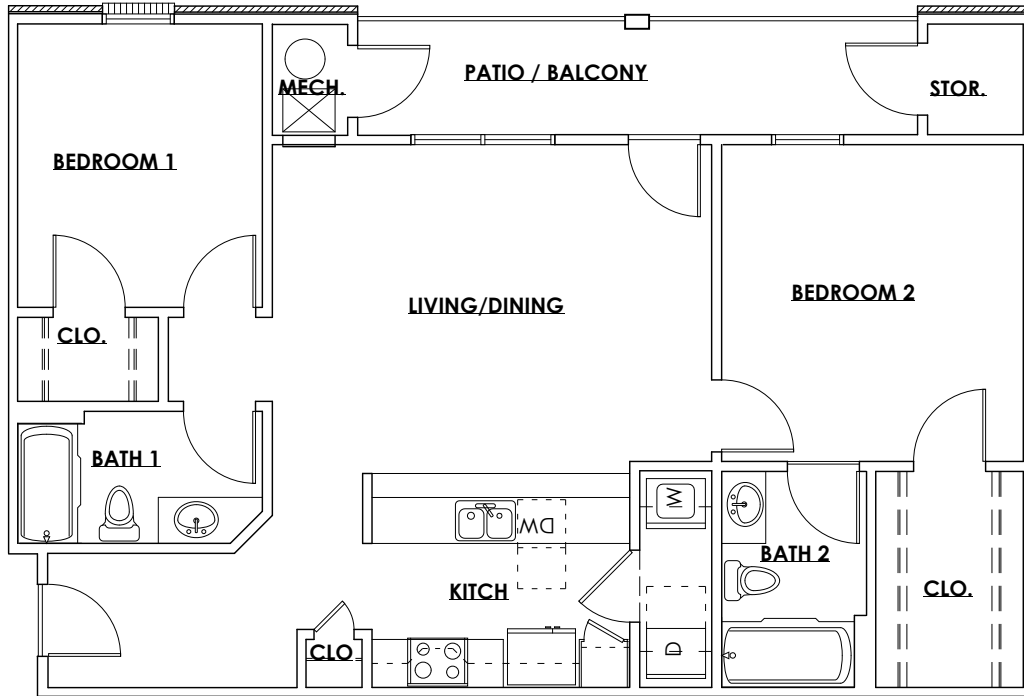 PATIO / BALCONY
MECH.
STOR.
BEDROOM 1
BEDROOM 2
LIVING/DINING
CLO.
BATH 1
W
DW
BATH 2
KITCH
CLO.
CLO
D